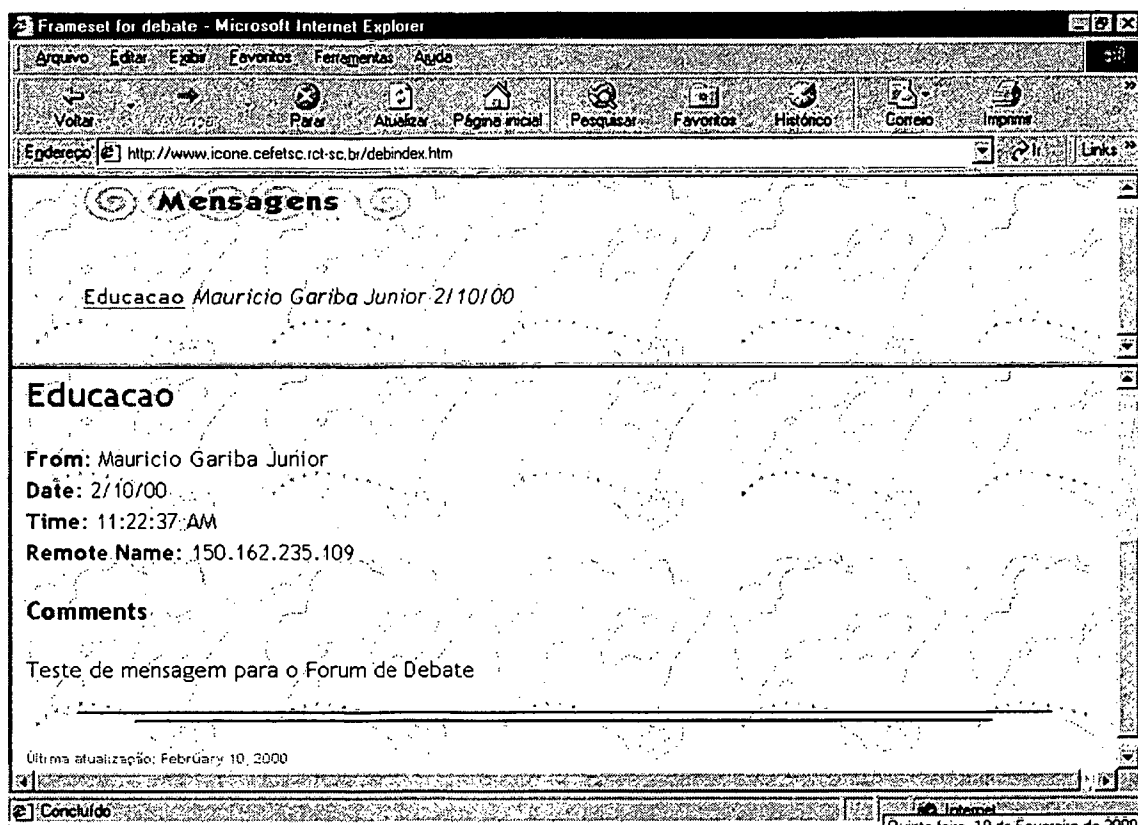 Frameset for debate - Microsoft Internet Explorer
Arquivo Editar Exibir Favoritos Ferramentas Ajuda
Voltar Parar Atualizar Página inicial Pesquisar Favoritos Histórico Correio Imprimir
Endereço http://www.icone.cefetsc.rct-sc.br/debindex.htm Ir Links
Mensagens
Educacao Mauricio Gariba Junior 2/10/00
Educacao
From: Mauricio Gariba Junior
Date: 2/10/00
Time: 11:22:37 AM
Remote Name: 150.162.235.109
Comments
Teste de mensagem para o Forum de Debate
Última atualização: February 10, 2000
Concluído Internet